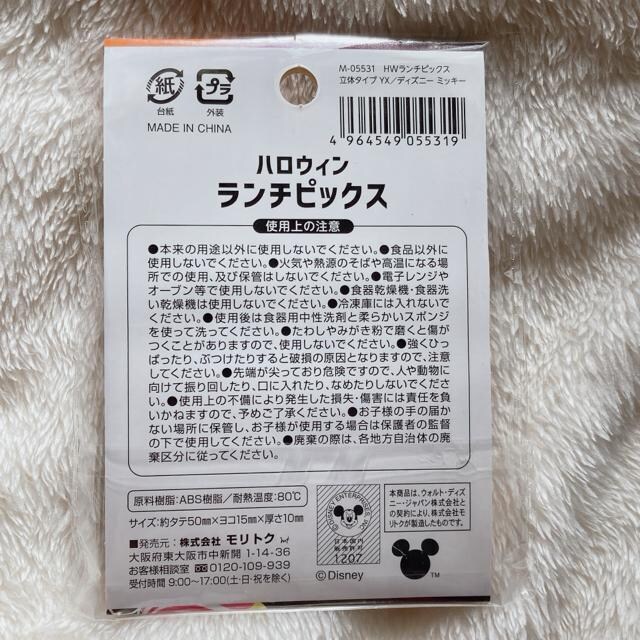 紙
台紙
プラ
外装
MADE IN CHINA
M-05531 HWランチピックス
立体タイプ YX/ディズニー ミッキー
4 964549 055319
ハロウィン
ランチピックス
使用上の注意
●本来の用途以外に使用しないでください。●食品以外に
使用しないでください。●火気や熱源のそばや高温になる場
所での使用、及び保管はしないでください。●電子レンジや
オーブン等で使用しないでください。●食器乾燥機・食器洗
い乾燥機は使用しないでください。●冷凍庫には入れないで
ください。●使用後は食器用中性洗剤と柔らかいスポンジ
を使って洗ってください。●たわしやみがき粉で磨くと傷が
つくことがありますので、使用しないでください。●強くひっ
ぱったり、ぶつけたりすると破損の原因となりますので、注意
してください。●先端が尖っており危険ですので、人や動物に
向けて振り回したり、口に入れたり、なめたりしないでくださ
い。●使用上の不備により発生した損失・傷害には責任を負
いかねますので、予めご了承ください。●お子様の手の届か
ない場所に保管し、お子様が使用する場合は保護者の監督
の下で使用してください。●廃棄の際は、各地方自治体の廃
棄区分に従ってください。
原料樹脂:ABS樹脂/耐熱温度:80℃
サイズ:約タテ50㎜×ヨコ15㎜×厚さ10㎜
■発売元:株式会社 モリトク
大阪府東大阪市中新開 1-14-36
お客様相談室 0120-109-939
受付時間 9:00〜17:00(土・日・祝を除く)
DISNEY ENTERPRISES
日本国内
販売許可
1207
©Disney
本商品は、ウォルト・ディズ
ニー・ジャパン株式会社と
の契約により、株式会社モ
リトクが製造したものです。
TM